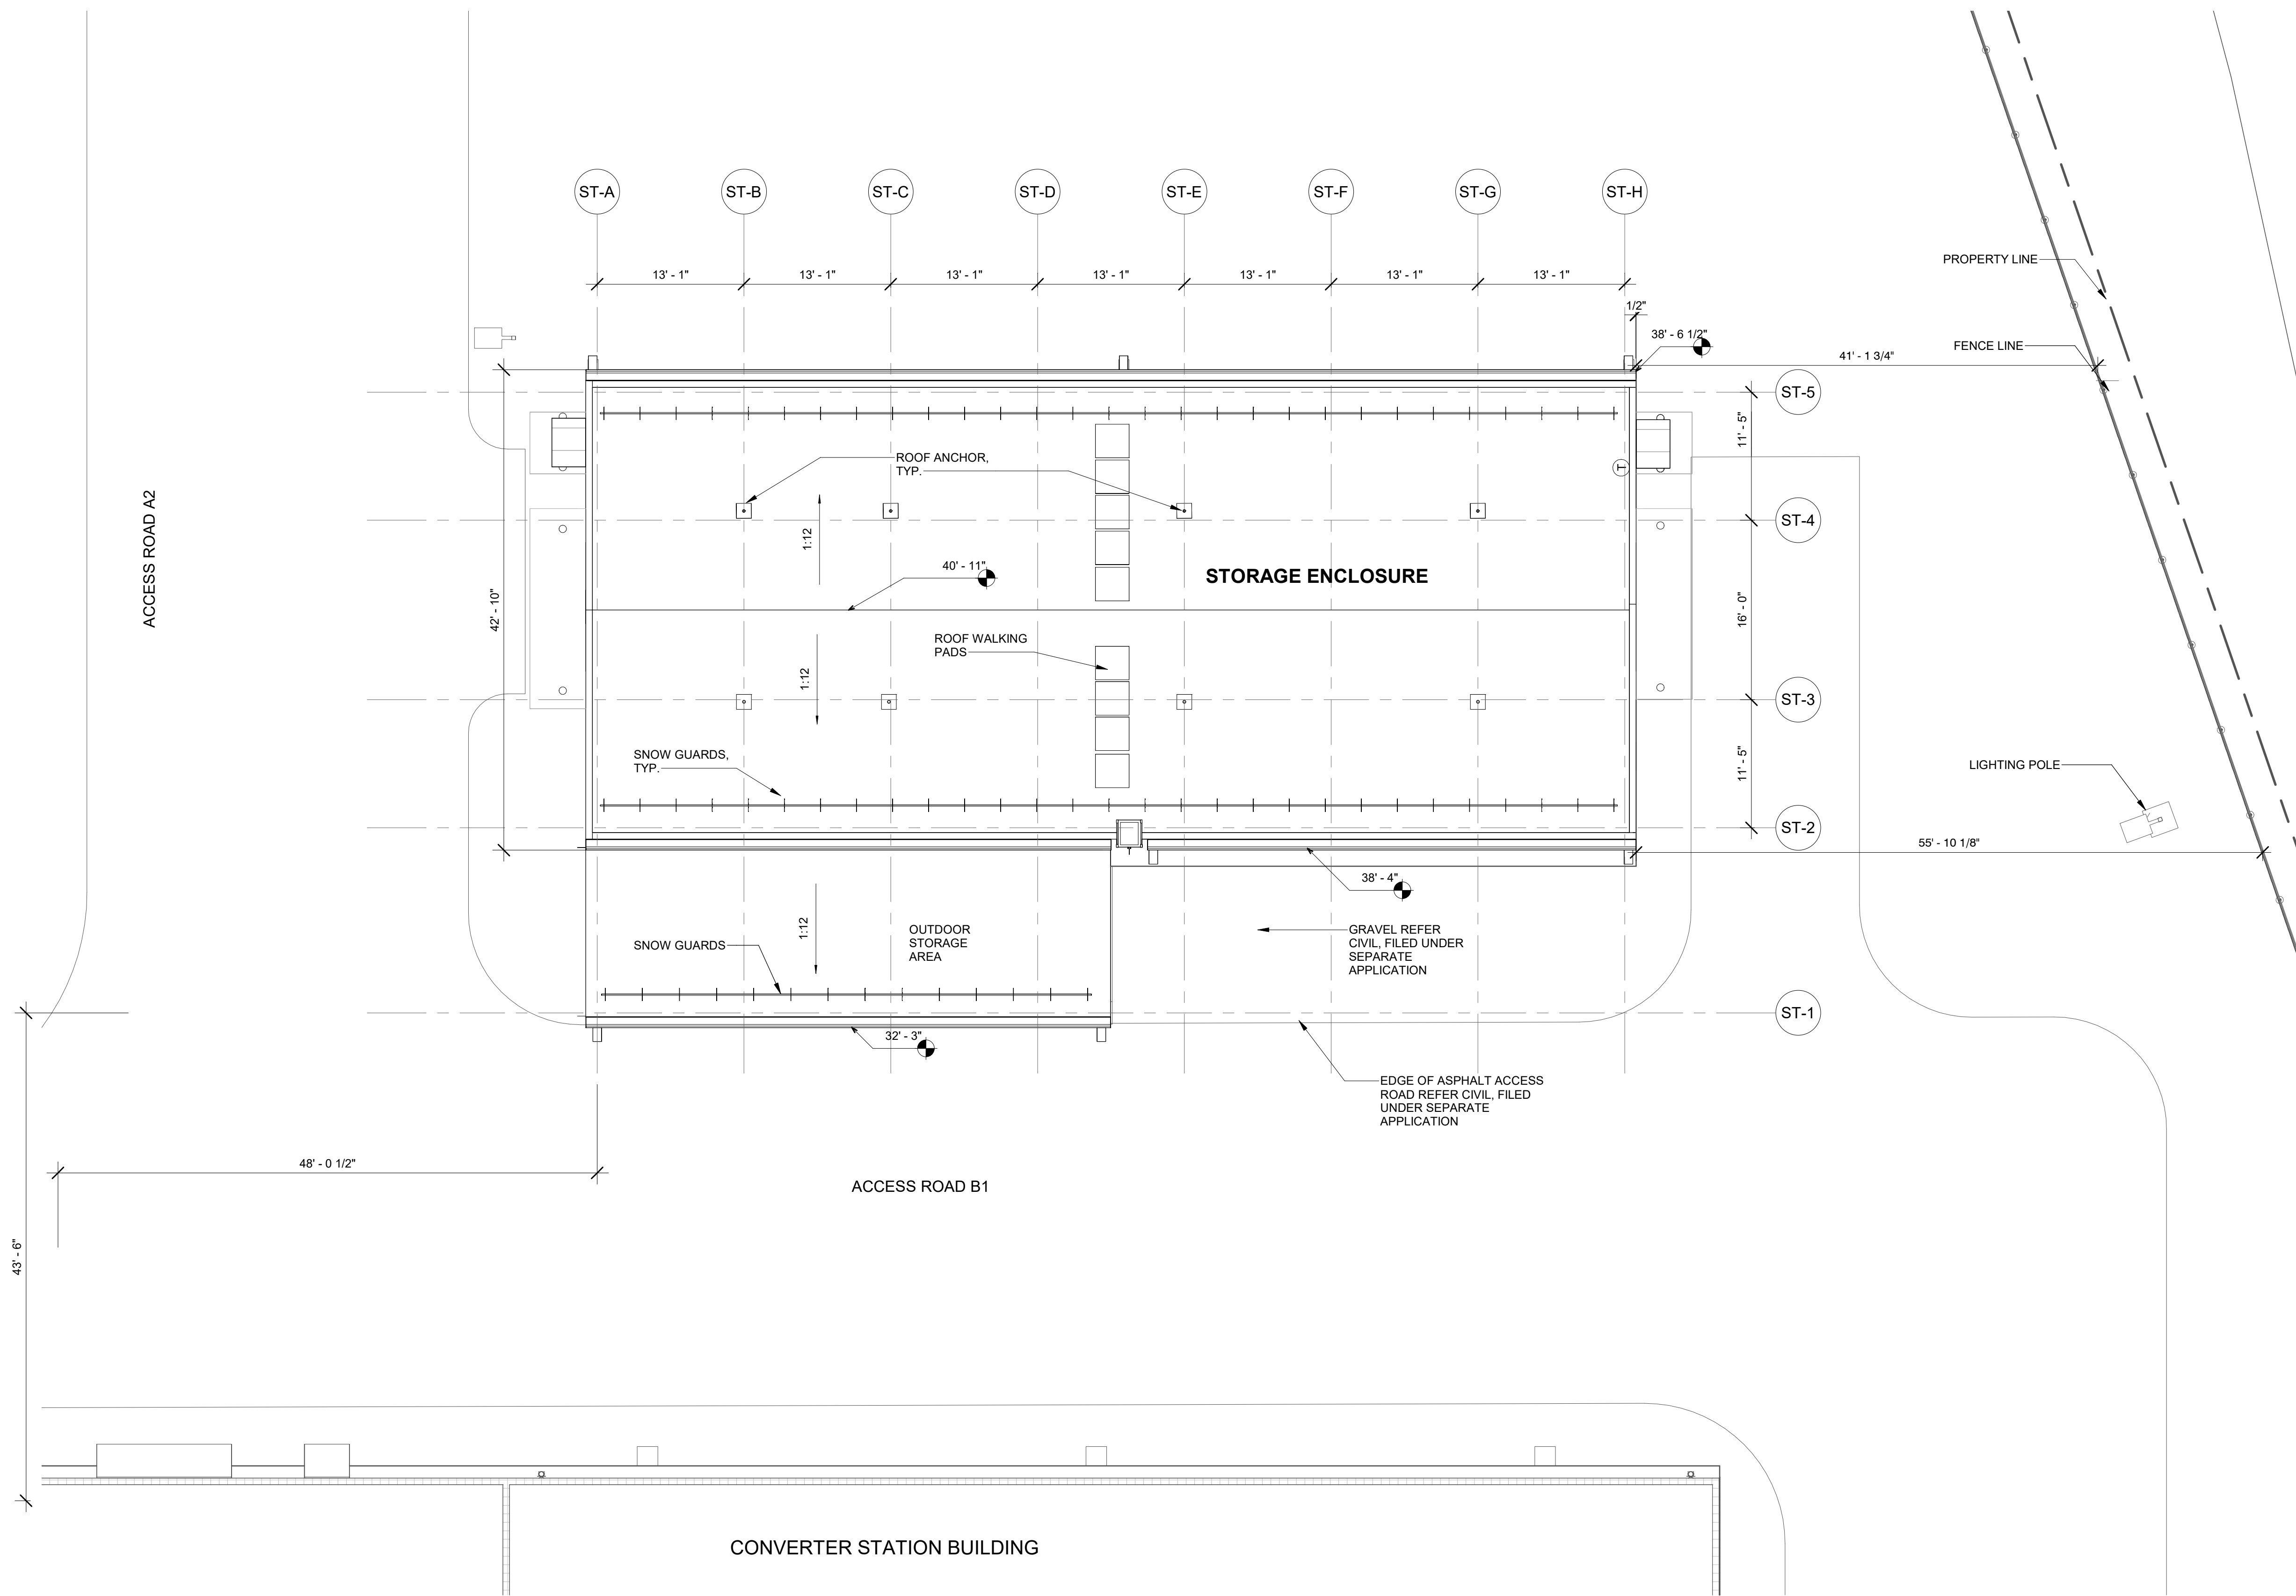 ST-A
ST-B
ST-C
ST-D
ST-E
ST-F
ST-G
ST-H
13' - 1"
13' - 1"
13' - 1"
13' - 1"
13' - 1"
13' - 1"
13' - 1"
PROPERTY LINE
1/2"
38' - 6 1/2"
FENCE LINE
41' - 1 3/4"
ST-5
11' - 5"
ROOF ANCHOR,
TYP.
T
ACCESS ROAD A2
ST-4
1:12
40' - 11"
STORAGE ENCLOSURE
42' - 10"
16' - 0"
ROOF WALKING
PADS
1:12
ST-3
SNOW GUARDS,
TYP.
11' - 5"
LIGHTING POLE
ST-2
55' - 10 1/8"
38' - 4"
1:12
OUTDOOR
STORAGE
AREA
SNOW GUARDS
GRAVEL REFER
CIVIL, FILED UNDER
SEPARATE
APPLICATION
ST-1
32' - 3"
EDGE OF ASPHALT ACCESS
ROAD REFER CIVIL, FILED
UNDER SEPARATE
APPLICATION
48' - 0 1/2"
ACCESS ROAD B1
43' - 6"
CONVERTER STATION BUILDING